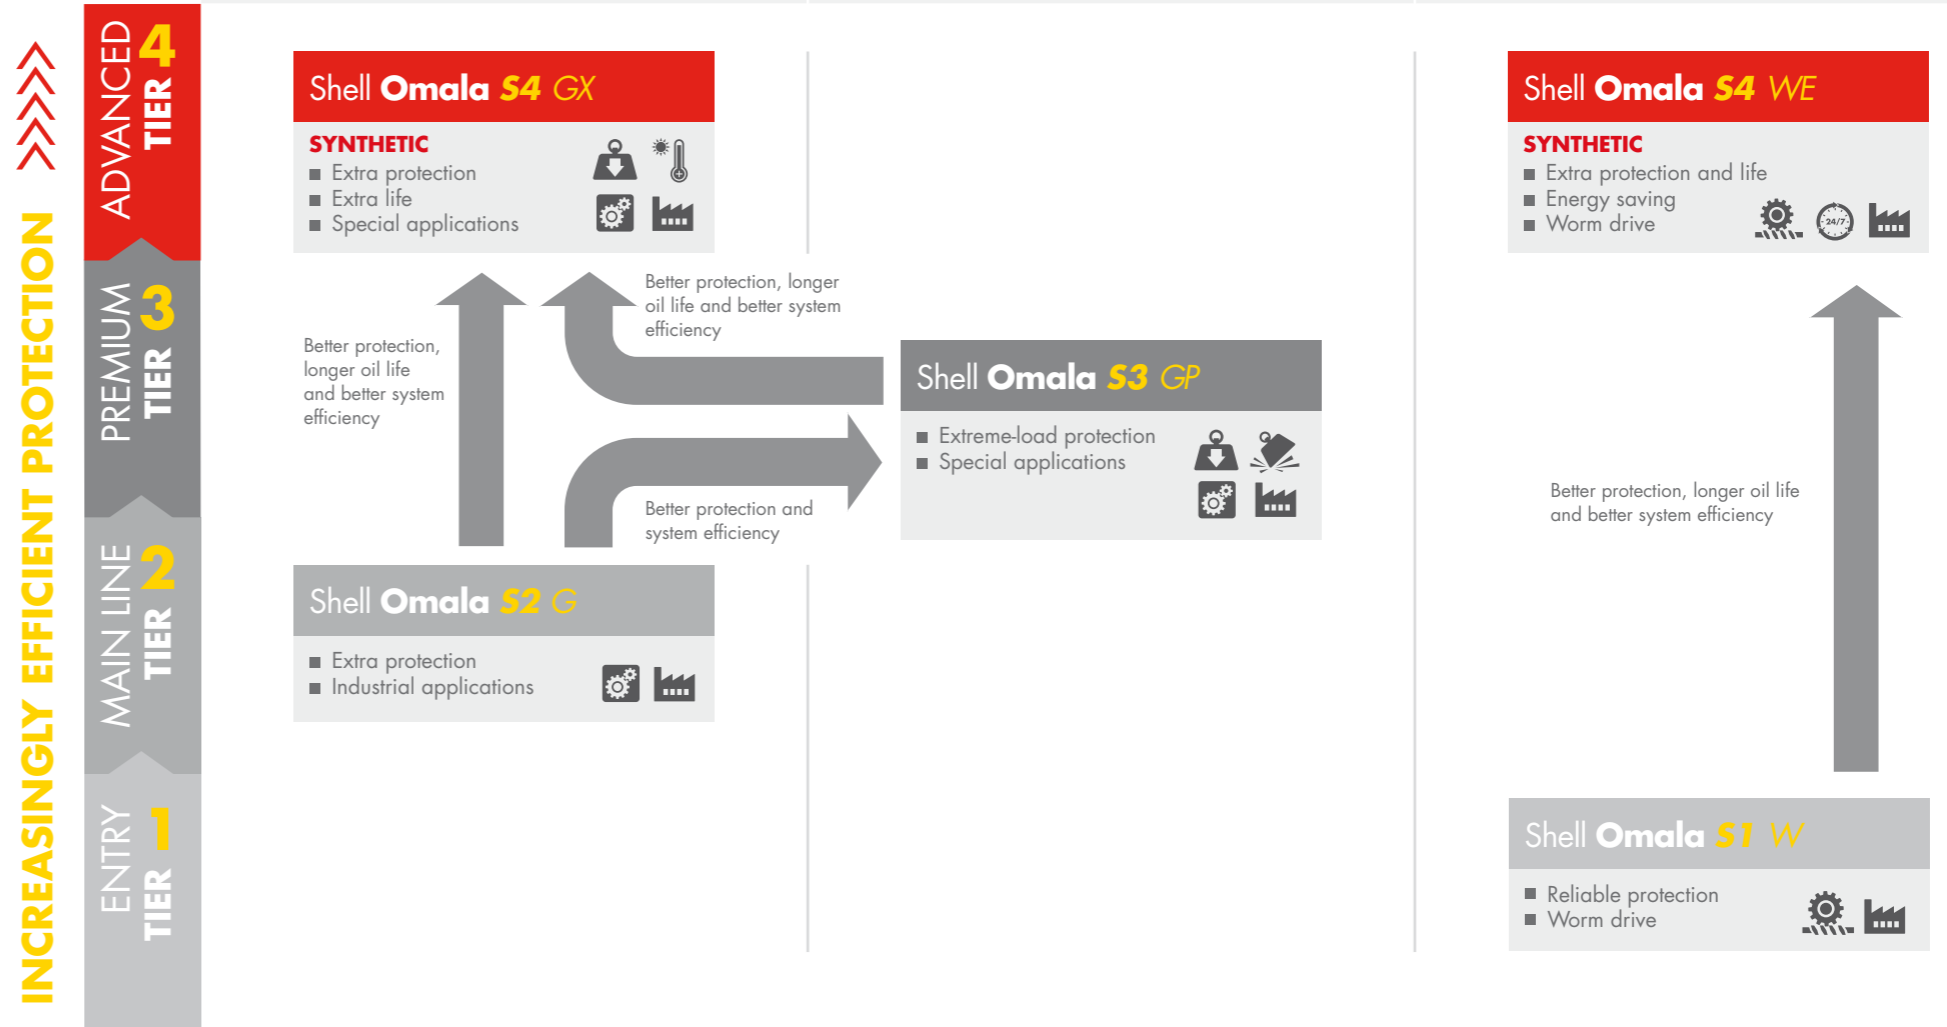 INCREASINGLY EFFICIENT PROTECTION
ADVANCED
TIER 4
PREMIUM
TIER 3
MAIN LINE
TIER 2
ENTRY
TIER 1
Shell Omala S4 GX
SYNTHETIC
Extra protection
Extra life
Special applications
Shell Omala S4 WE
SYNTHETIC
Extra protection and life
Energy saving
Worm drive
24/7
Better protection, longer
oil life and better system
efficiency
Better protection,
longer oil life
and better system
efficiency
Shell Omala S3 GP
Extreme-load protection
Special applications
Better protection and
system efficiency
Better protection, longer oil life
and better system efficiency
Shell Omala S2 G
Extra protection
Industrial applications
Shell Omala S1 W
Reliable protection
Worm drive